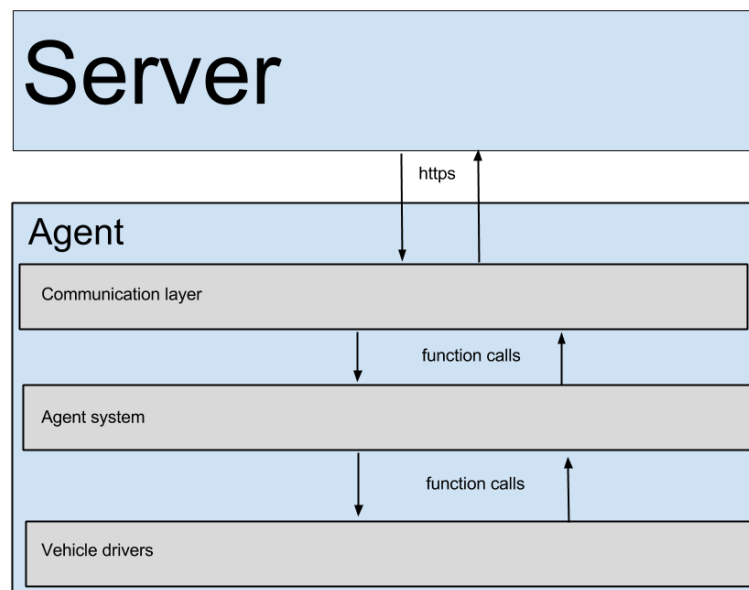 Server
https
Agent
Communication layer
function calls
Agent system
function calls
Vehicle drivers